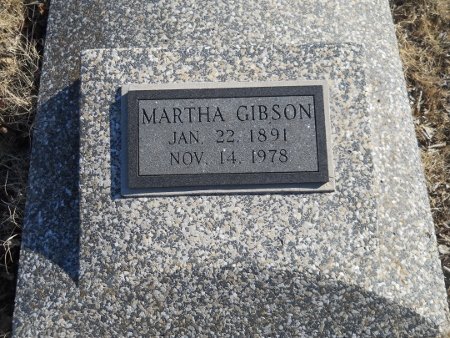 MARTHA GIBSON
JAN. 22, 1891
NOV. 14, 1978